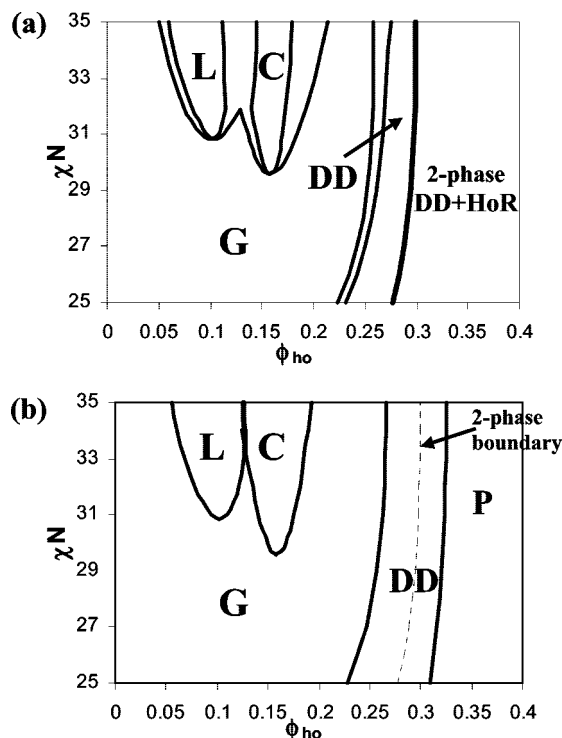 (a)
35
33
31
29
27
25
χN
L
C
DD
2-phase
DD+HoR
G
0
0.05
0.1
0.15
0.2
0.25
0.3
0.35
0.4
ϕho
(b)
35
33
31
29
27
25
χN
L
C
2-phase
boundary
P
DD
G
0
0.05
0.1
0.15
0.2
0.25
0.3
0.35
0.4
ϕho